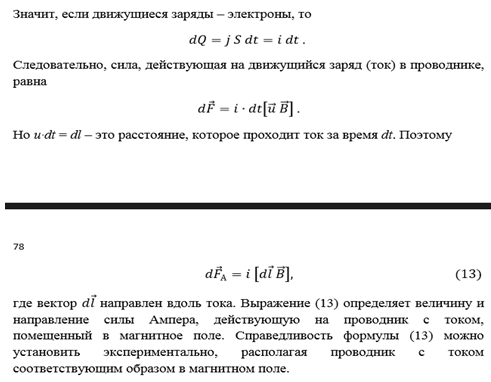 Значит, если движущиеся заряды – электроны, то
dQ = j S dt = i dt .
Следовательно, сила, действующая на движущийся заряд (ток) в проводнике,
равна
dF⃗ = i · dt[u⃗ B⃗] .
Но u·dt = dl – это расстояние, которое проходит ток за время dt. Поэтому
78
dF⃗_A = i [dl⃗ B⃗], (13)
где вектор dl⃗ направлен вдоль тока. Выражение (13) определяет величину и
направление силы Ампера, действующую на проводник с током,
помещенный в магнитное поле. Справедливость формулы (13) можно
установить экспериментально, располагая проводник с током
соответствующим образом в магнитном поле.